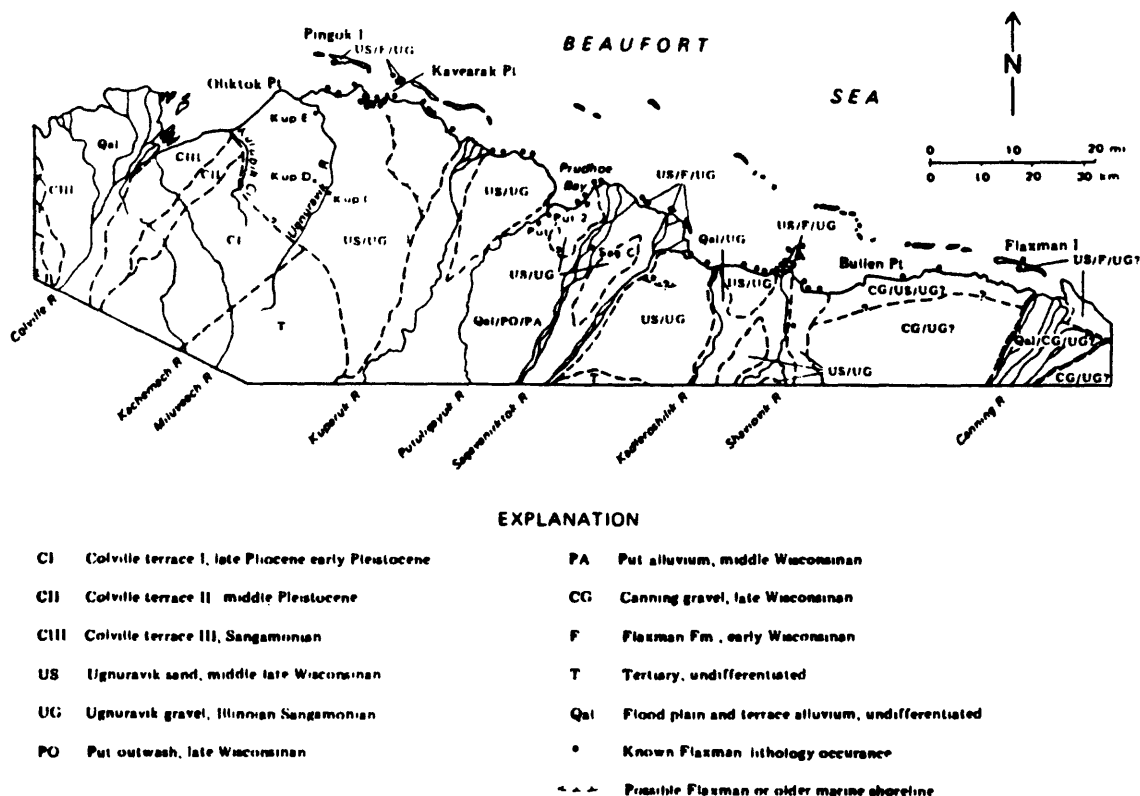 BEAUFORT
SEA
N
Pingok I
US/F/UG
Kavearak Pt
Oliktok Pt
Kup E
Kup D
Ugnuravik R
Qal
CIII
CIII
CII
CI
T
US/UG
US/UG
Prudhoe
Bay
Put 2
Put 1
Sag C
US/UG
Qal/PO/PA
US/F/UG
US/UG
Qal/UG
US/UG
US/F/UG
US/UG
Bullen Pt
CG/US/UG?
?
CG/UG?
Flaxman I
US/F/UG?
Qal/CG/UG?
CG/UG?
10 0 10 20 mi
10 0 10 20 30 km
Colville R
Kachemach R
Miluveach R
Kuparuk R
Putuligayuk R
Sagavanirktok R
Kadleroshilik R
Shaviovik R
Canning R
EXPLANATION
CI Colville terrace I, late Pliocene early Pleistocene
CII Colville terrace II middle Pleistocene
CIII Colville terrace III, Sangamonian
US Ugnuravik sand, middle late Wisconsinan
UG Ugnuravik gravel, Illinoian Sangamonian
PO Put outwash, late Wisconsinan
PA Put alluvium, middle Wisconsinan
CG Canning gravel, late Wisconsinan
F Flaxman Fm, early Wisconsinan
T Tertiary, undifferentiated
Qal Flood plain and terrace alluvium, undifferentiated
Known Flaxman lithology occurance
Possible Flaxman or older marine shoreline